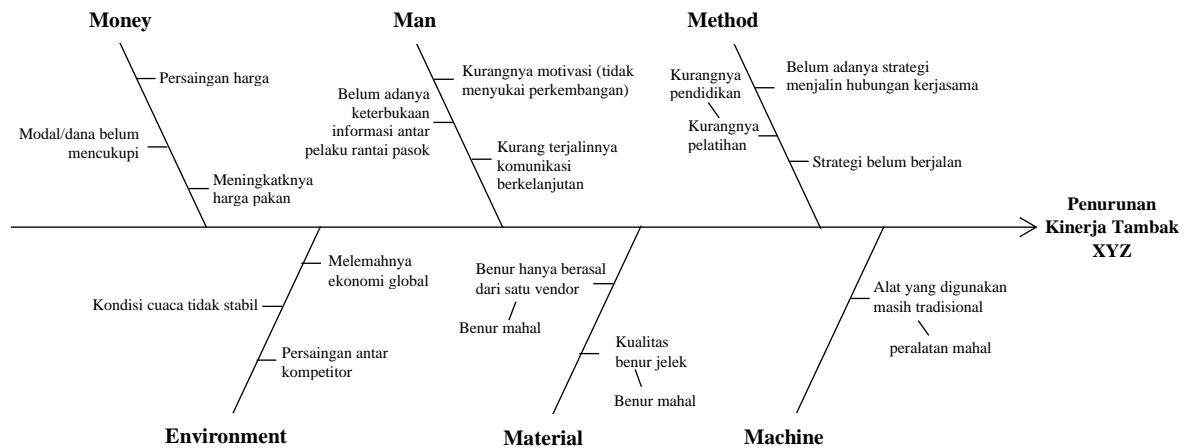 Money
Man
Method
Persaingan harga
Modal/dana belum
mencukupi
Meningkatknya
harga pakan
Kurangnya motivasi (tidak
menyukai perkembangan)
Belum adanya
keterbukaan
informasi antar
pelaku rantai pasok
Kurang terjalinnya
komunikasi
berkelanjutan
Kurangnya
pendidikan
Kurangnya
pelatihan
Belum adanya strategi
menjalin hubungan kerjasama
Strategi belum berjalan
Penurunan
Kinerja Tambak
XYZ
Melemahnya
ekonomi global
Kondisi cuaca tidak stabil
Persaingan antar
kompetitor
Benur hanya berasal
dari satu vendor
Benur mahal
Kualitas
benur jelek
Benur mahal
Alat yang digunakan
masih tradisional
peralatan mahal
Environment
Material
Machine